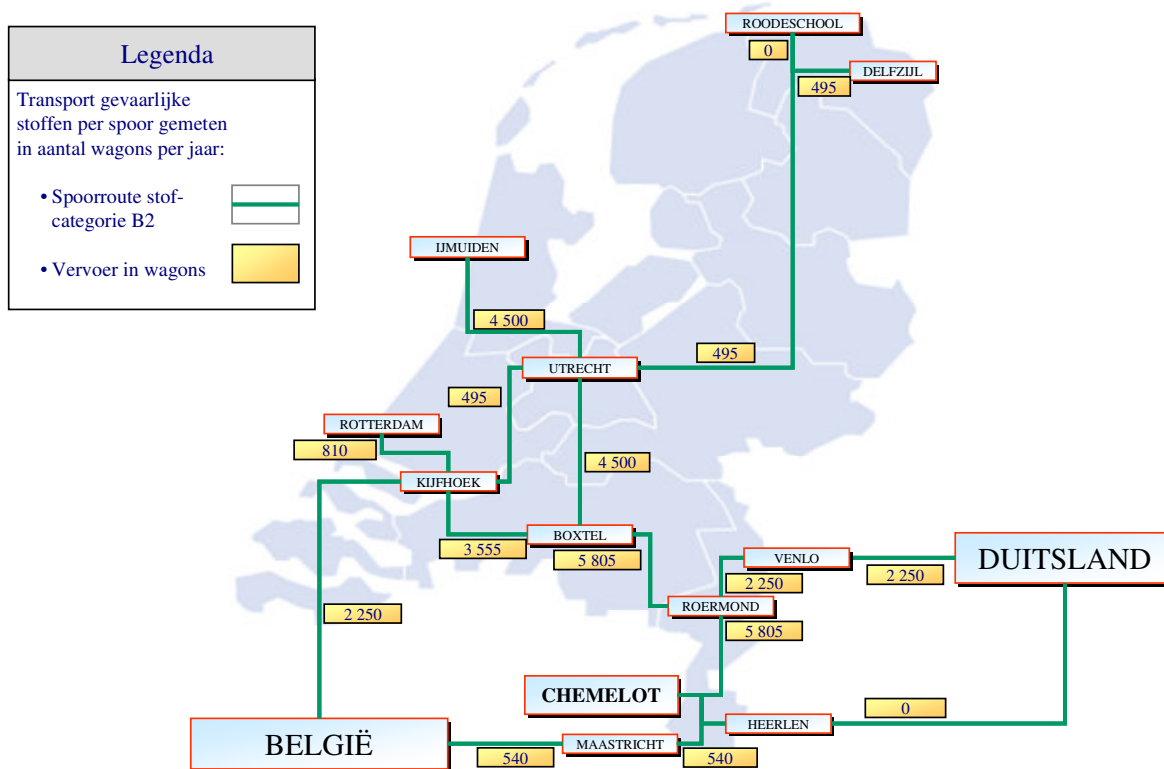 Legenda
Transport gevaarlijke
stoffen per spoor gemeten
in aantal wagons per jaar:
• Spoorroute stof-
categorie B2
• Vervoer in wagons
ROODESCHOOL
0
DELFZIJL
495
IJMUIDEN
4 500
UTRECHT
495
495
ROTTERDAM
810
4 500
KIJFHOEK
BOXTEL
3 555
5 805
VENLO
DUITSLAND
2 250
2 250
ROERMOND
2 250
5 805
CHEMELOT
0
HEERLEN
BELGIË
MAASTRICHT
540
540